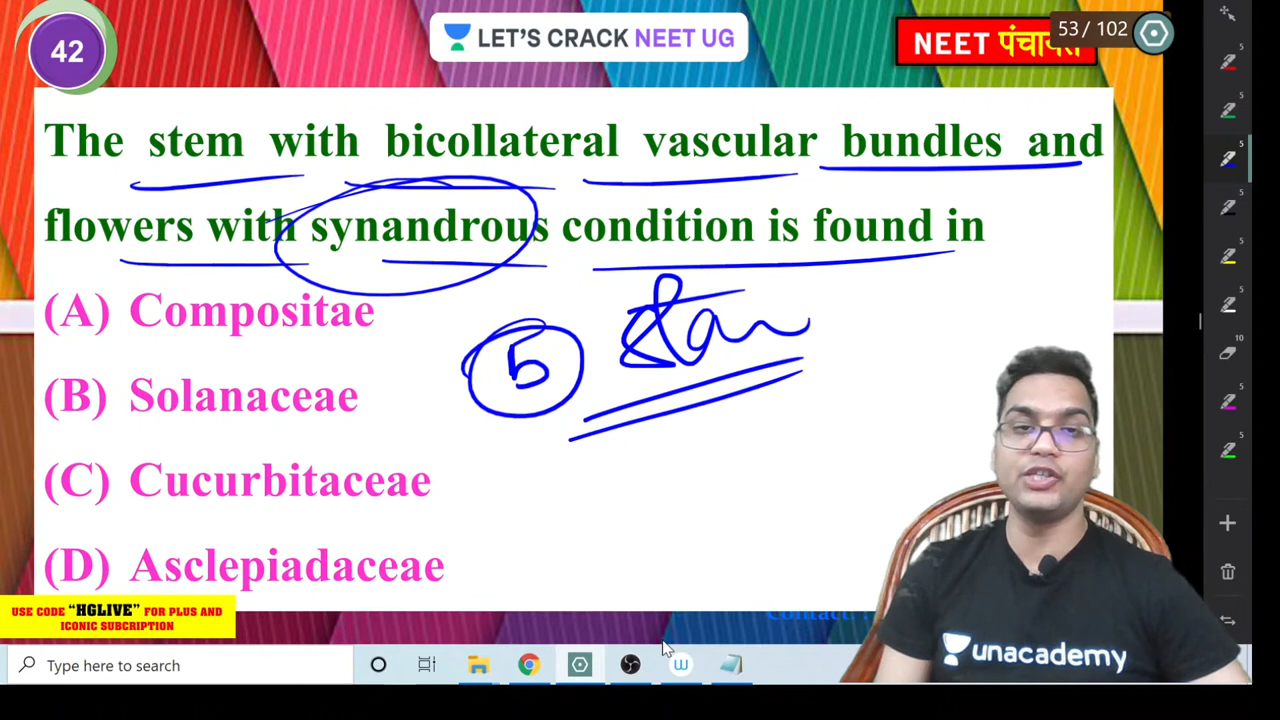 42
LET'S CRACK NEET UG
NEET पंचायत
53 / 102
The stem with bicollateral vascular bundles and
flowers with synandrous condition is found in
(A) Compositae
(B) Solanaceae
(C) Cucurbitaceae
(D) Asclepiadaceae
5
USE CODE "HGLIVE" FOR PLUS AND
ICONIC SUBCRIPTION
unacademy
Type here to search